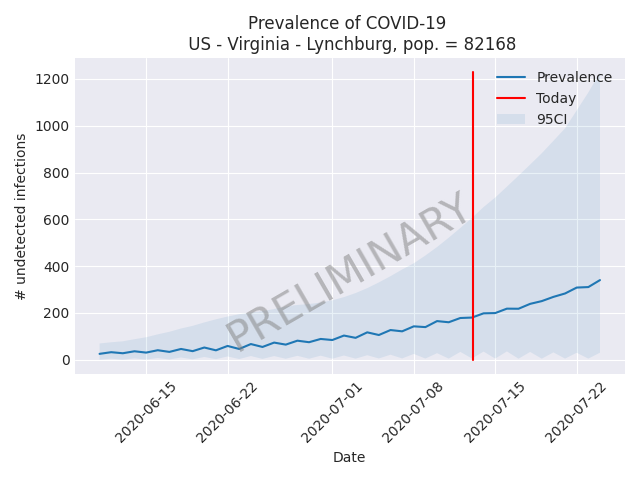 Prevalence of COVID-19
US - Virginia - Lynchburg, pop. = 82168
# undetected infections
1200
1000
800
600
400
200
0
Prevalence
Today
95CI
PRELIMINARY
2020-06-15
2020-06-22
2020-07-01
2020-07-08
2020-07-15
2020-07-22
Date